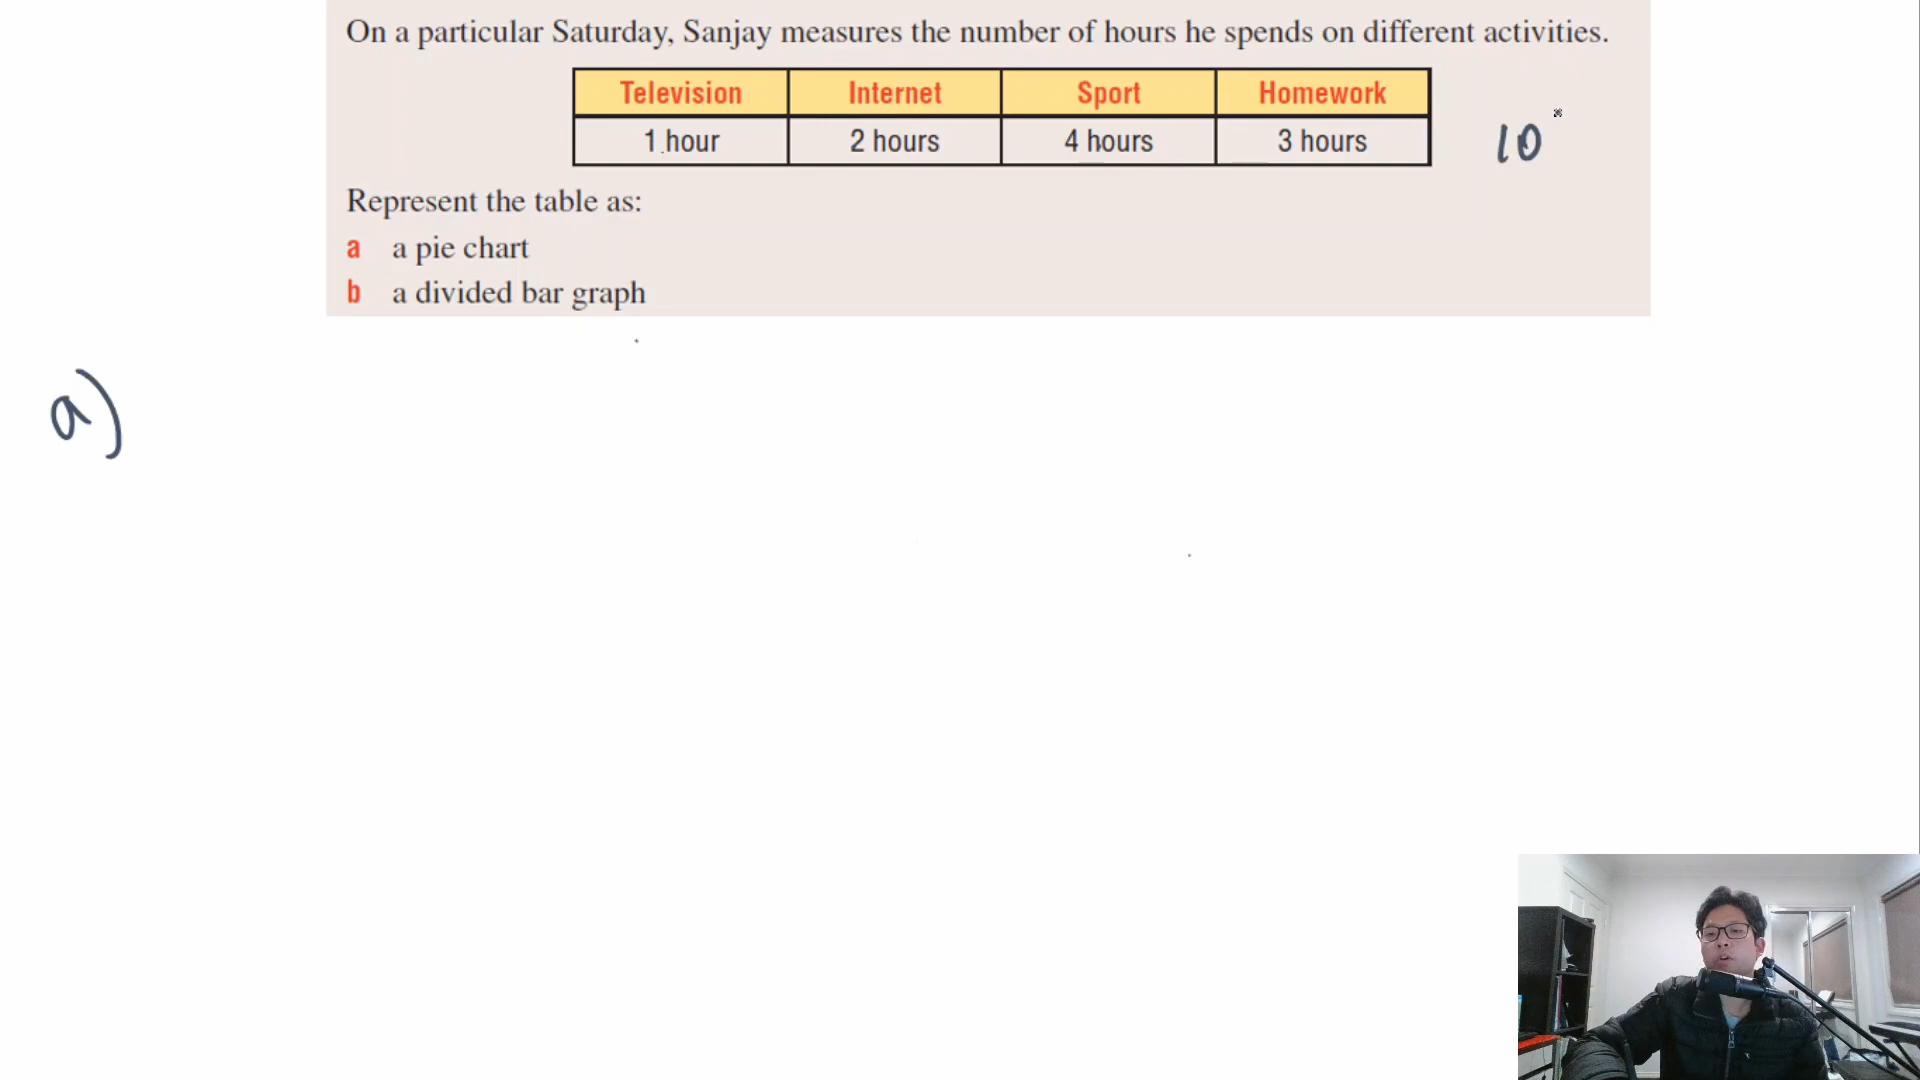 On a particular Saturday, Sanjay measures the number of hours he spends on different activities.
Television Internet Sport Homework
1 hour 2 hours 4 hours 3 hours
10
Represent the table as:
a a pie chart
b a divided bar graph
a)